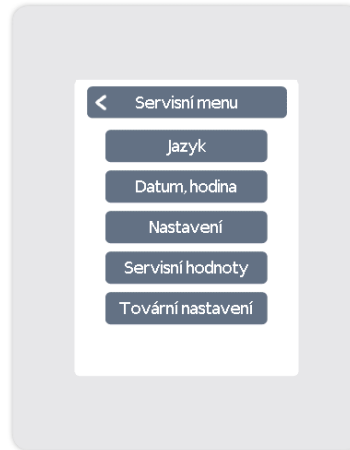 Servisní menu
Jazyk
Datum, hodina
Nastavení
Servisní hodnoty
Tovární nastavení